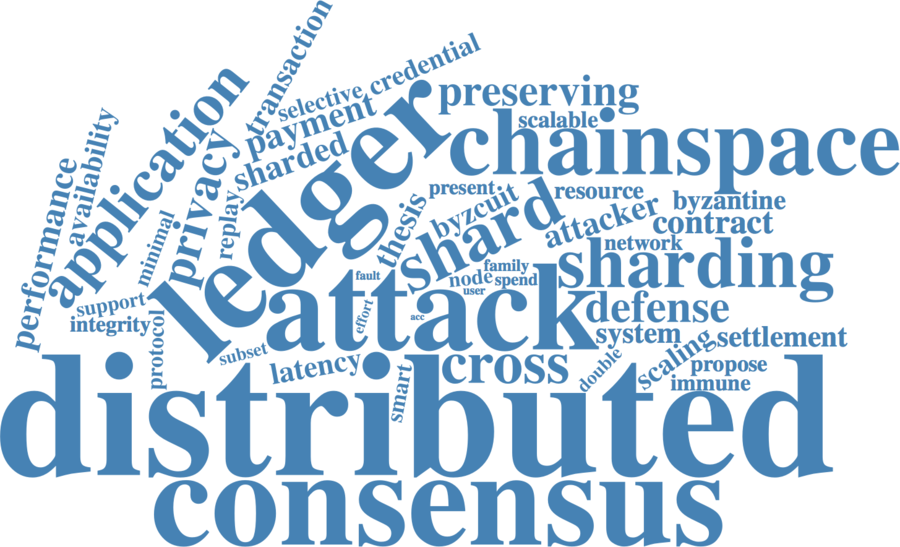 transaction
credential
selective
preserving
application
payment
scalable
chainspace
availability
privacy
sharded
ledger
performance
replay
thesis
present
byzcuit
resource
shard
attacker
byzantine
contract
minimal
network
sharding
support
integrity
protocol
fault
effort
attack
acc
node
family
spend
user
defense
system
scaling
settlement
subset
latency
smart
cross
double
propose
immune
distributed
consensus